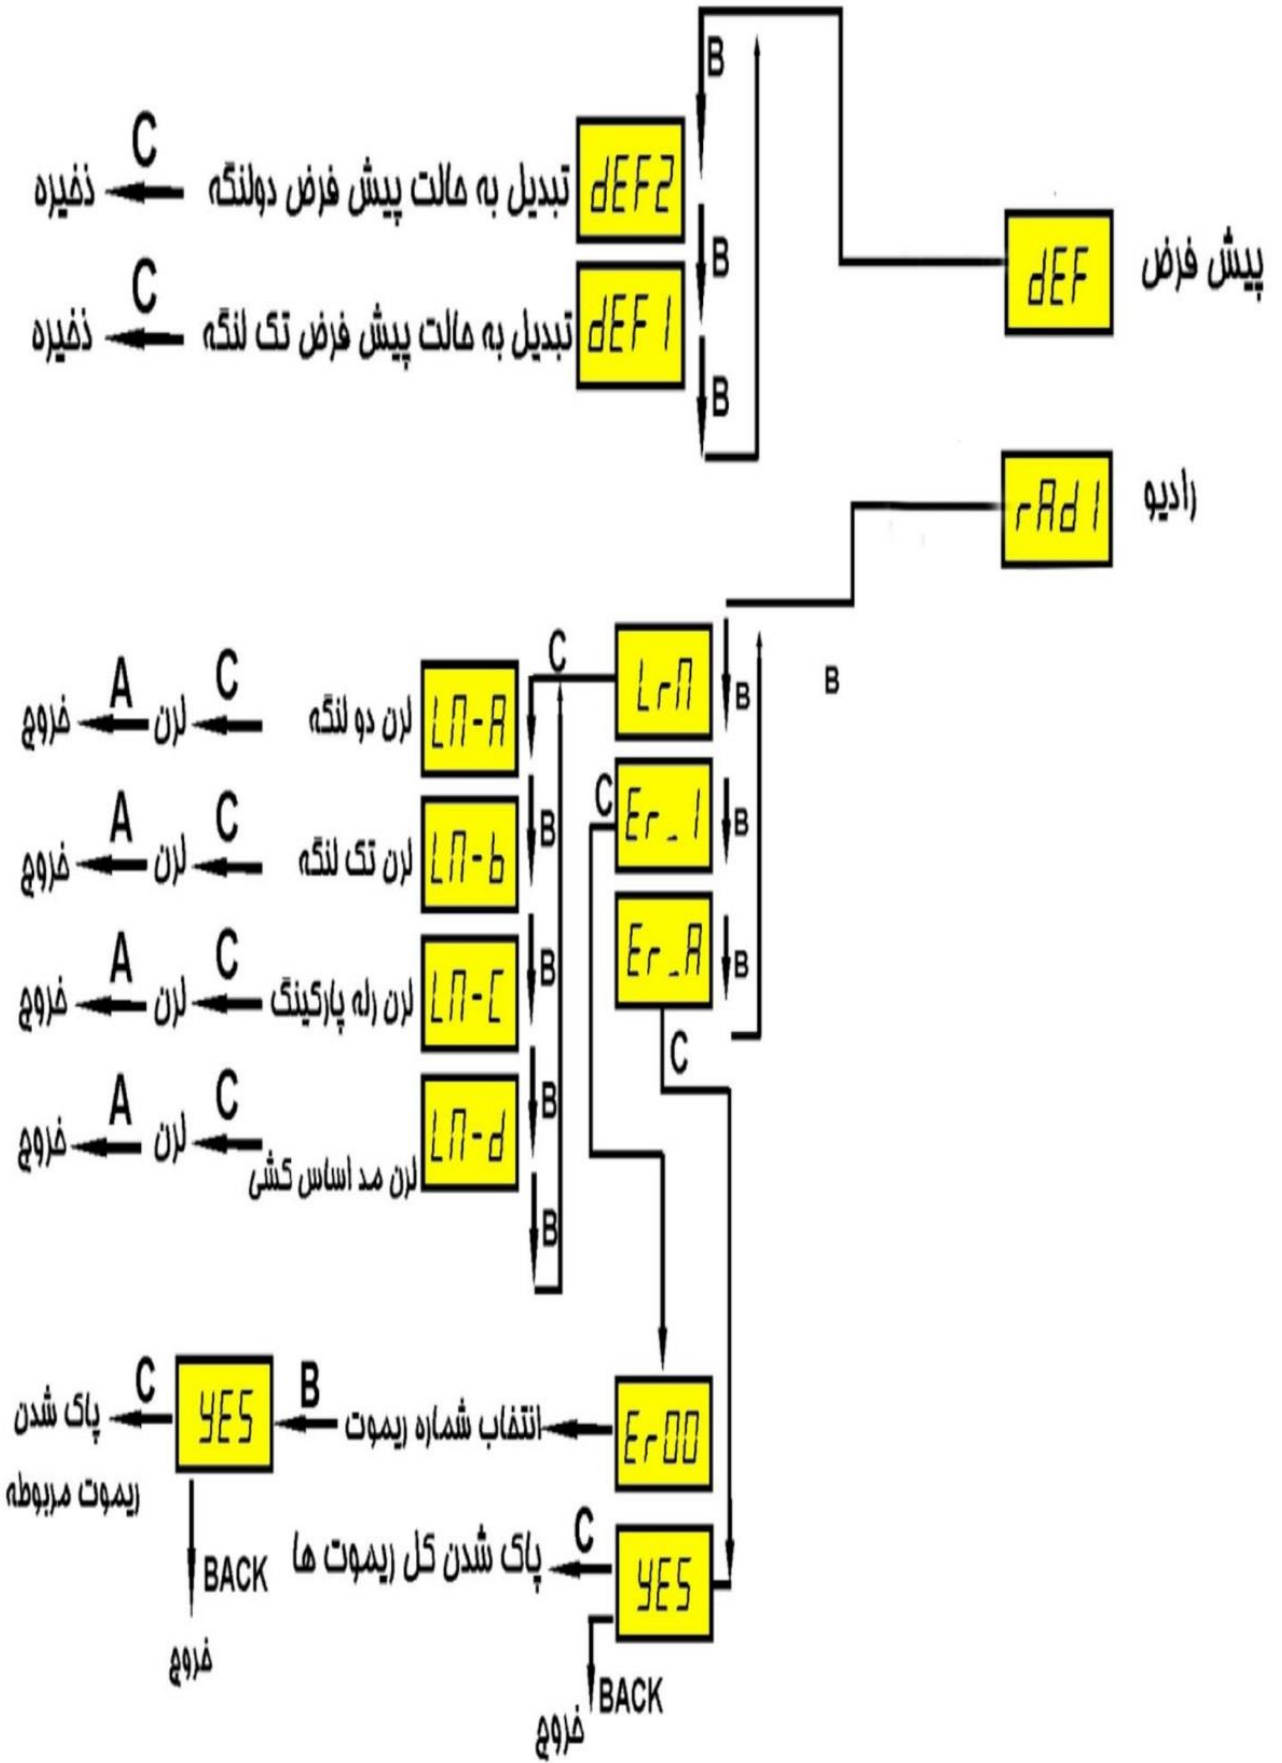 B
پیش فرض
dEF
dEF2
تبدیل به حالت پیش فرض دولنگه
C
ذخیره
B
dEF1
تبدیل به حالت پیش فرض تک لنگه
C
ذخیره
B
رادیو
rAd1
B
LrN
B
C
LN-A
لرن دو لنگه
C
لرن
A
خروج
Er_1
B
C
LN-b
B
لرن تک لنگه
C
لرن
A
خروج
Er_A
B
C
LN-C
B
لرن رله پارکینگ
C
لرن
A
خروج
LN-d
B
لرن مد اساس کشی
C
لرن
A
خروج
B
Er00
انتخاب شماره ریموت
B
YES
C
پاک شدن
ریموت مربوطه
BACK
خروج
YES
C
پاک شدن کل ریموت ها
BACK
خروج